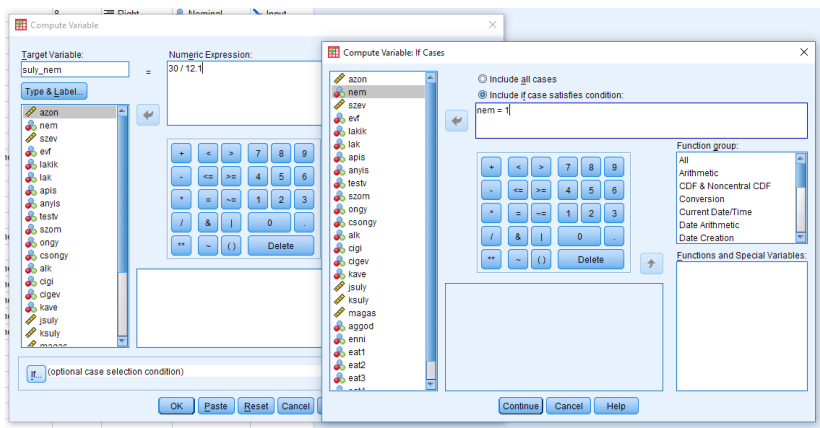 8
Right
Nominal
Input
Compute Variable
Target Variable:
suly_nem
=
Numeric Expression:
30 / 12.1
Type & Label...
azon
nem
szev
evf
lakik
lak
apis
anyis
testv
szom
ongy
csongy
alk
cigi
cigev
kave
jsuly
ksuly
magas
+ < > 7 8 9
- <= >= 4 5 6
* = ~= 1 2 3
/ & | 0 .
** ~ ( ) Delete
If... (optional case selection condition)
OK Paste Reset Cancel
Compute Variable: If Cases
azon
nem
szev
evf
lakik
lak
apis
anyis
testv
szom
ongy
csongy
alk
cigi
cigev
kave
jsuly
ksuly
magas
aggod
enni
eat1
eat2
eat3
Include all cases
Include if case satisfies condition:
nem = 1
+ < > 7 8 9
- <= >= 4 5 6
* = ~= 1 2 3
/ & | 0 .
** ~ ( ) Delete
Function group:
All
Arithmetic
CDF & Noncentral CDF
Conversion
Current Date/Time
Date Arithmetic
Date Creation
Functions and Special Variables:
Continue Cancel Help